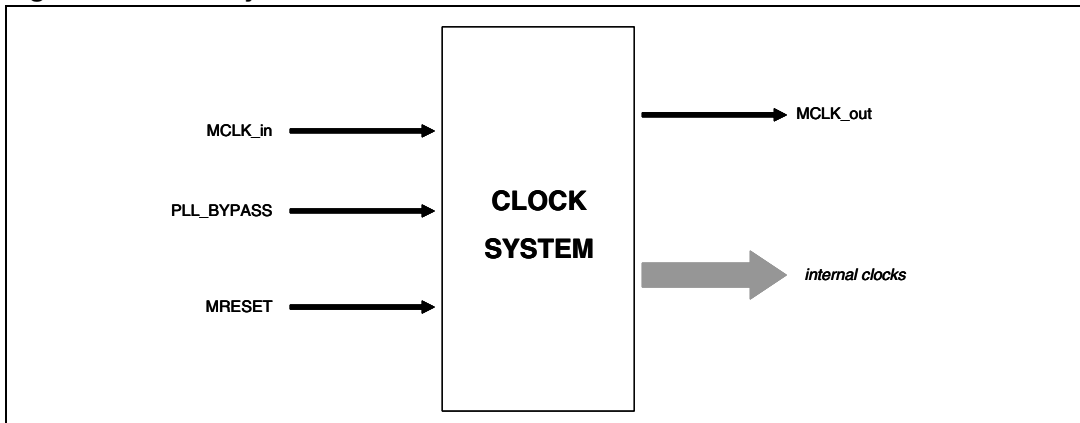 MCLK_in
PLL_BYPASS
MRESET
CLOCK
SYSTEM
MCLK_out
internal clocks